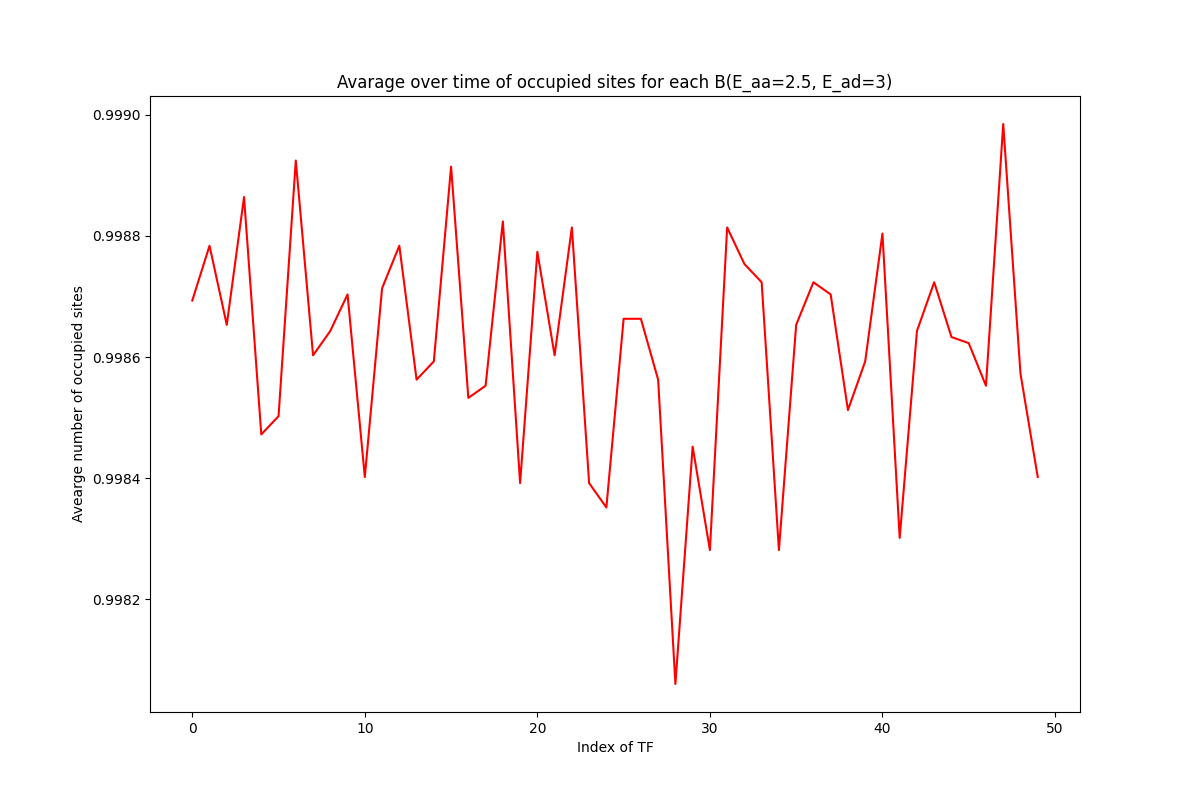 Avarage over time of occupied sites for each B(E_aa=2.5, E_ad=3)
0.9990
0.9988
0.9986
0.9984
0.9982
Avearge number of occupied sites
0 10 20 30 40 50
Index of TF